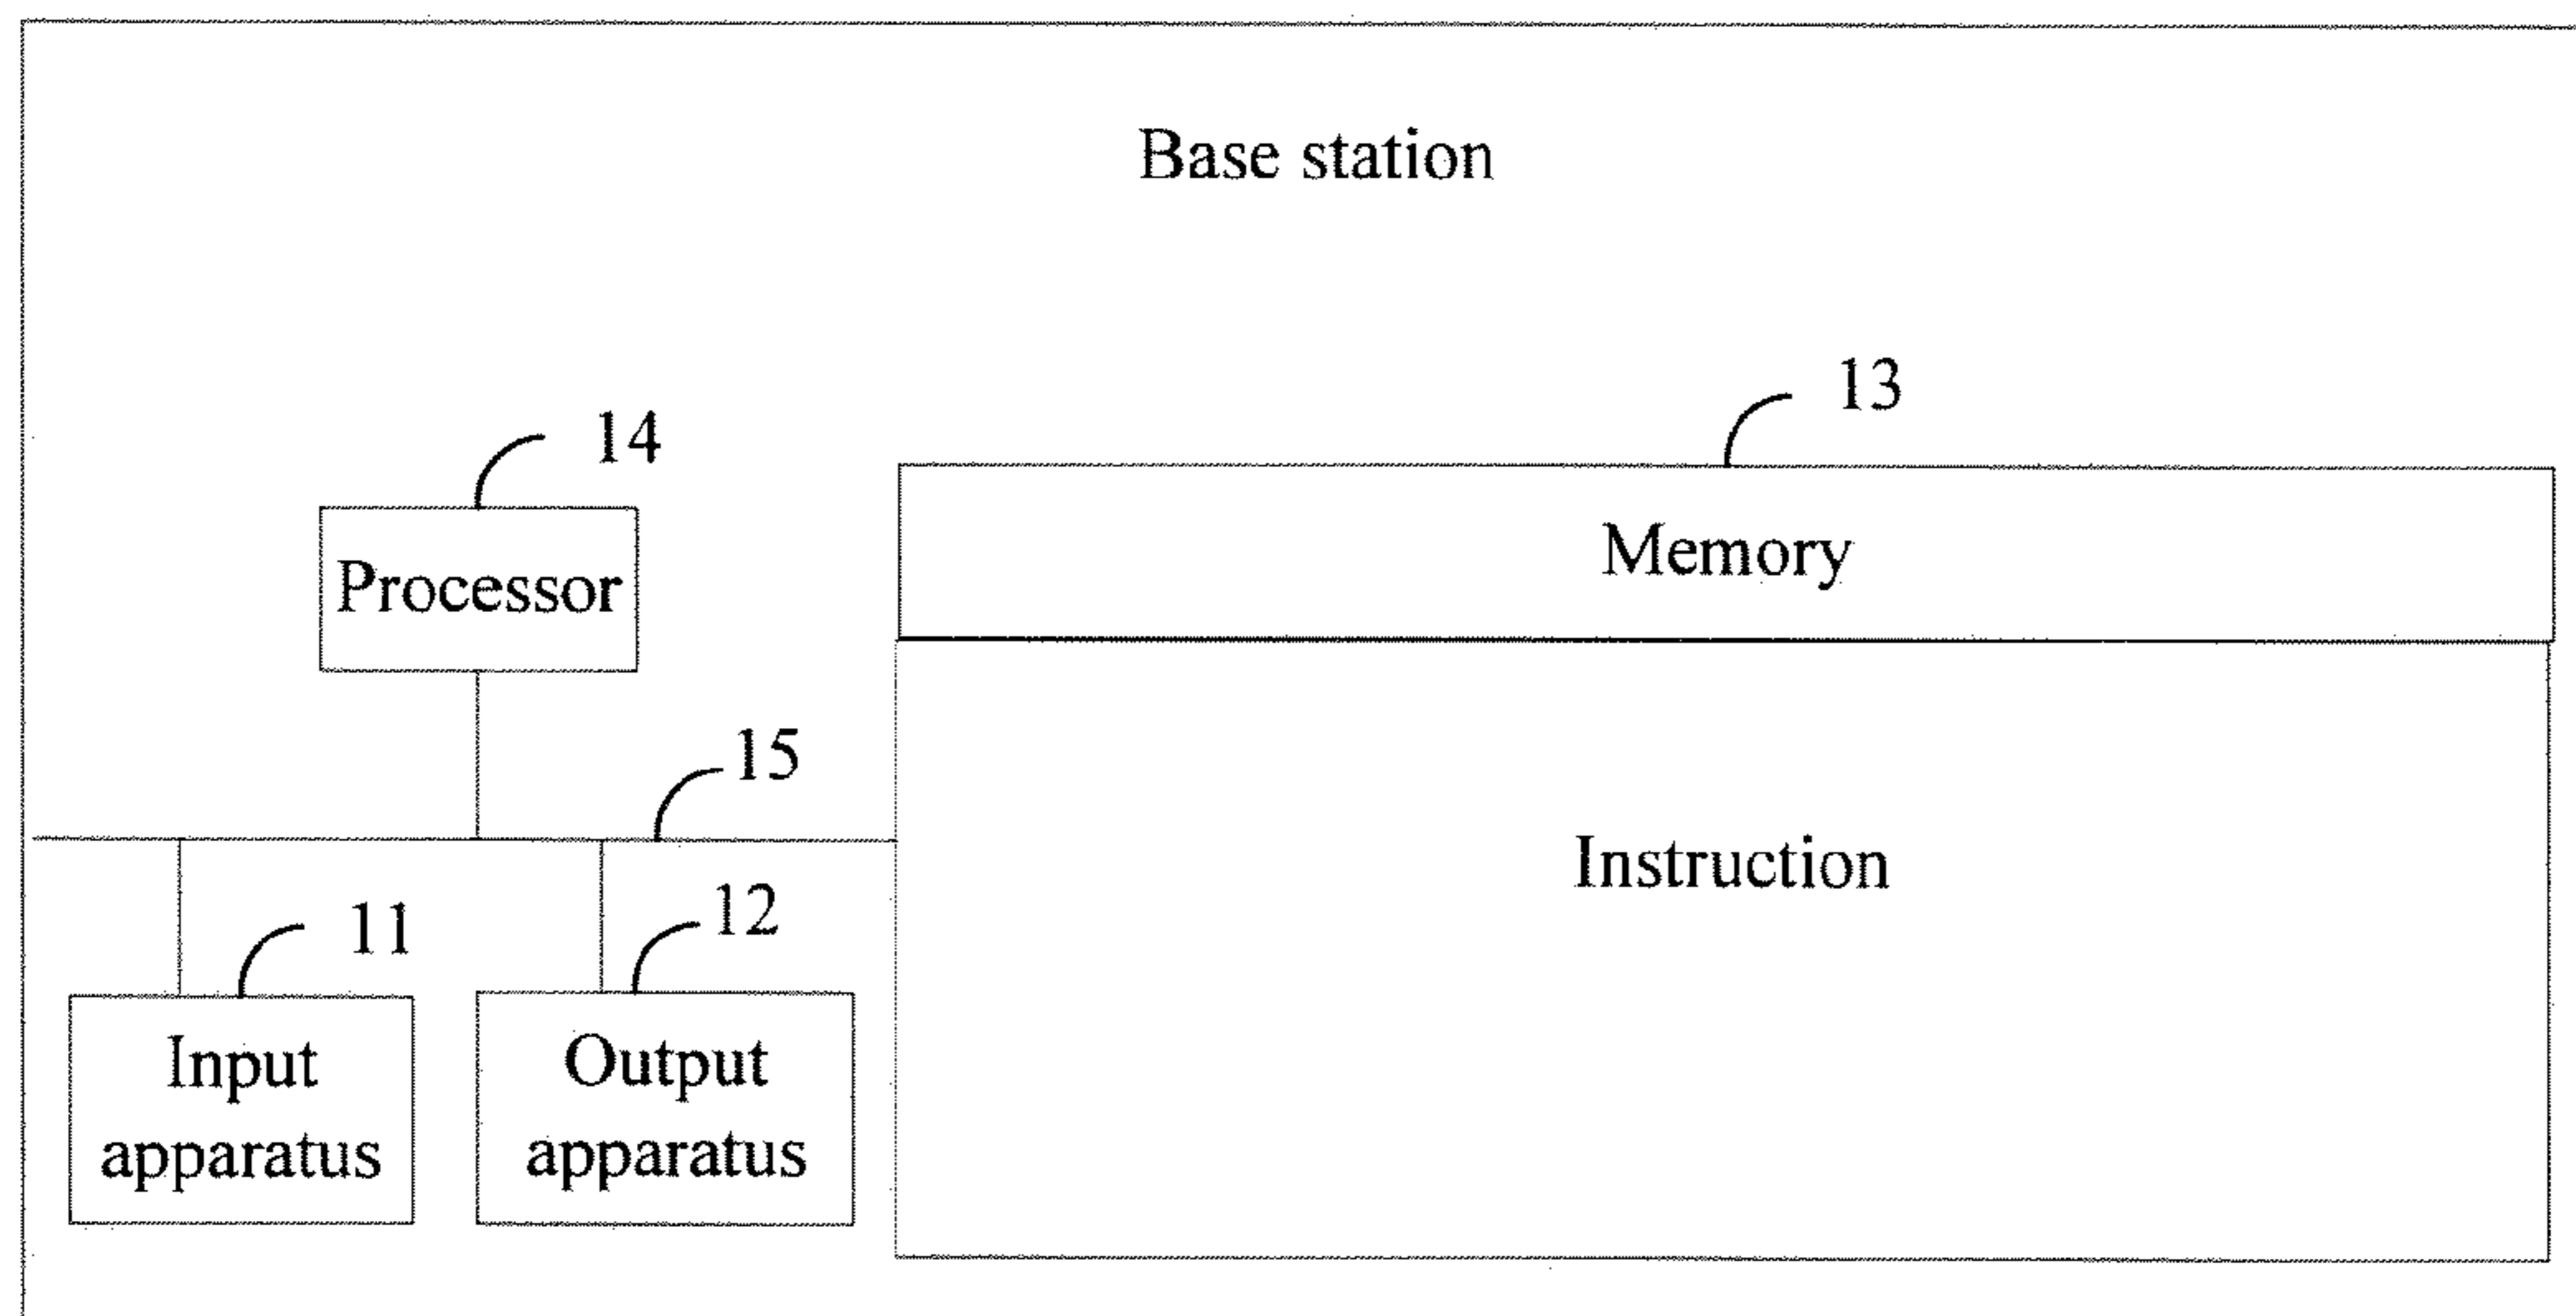 Base station
13
14
Memory
Processor
15
Instruction
11
12
Input
apparatus
Output
apparatus